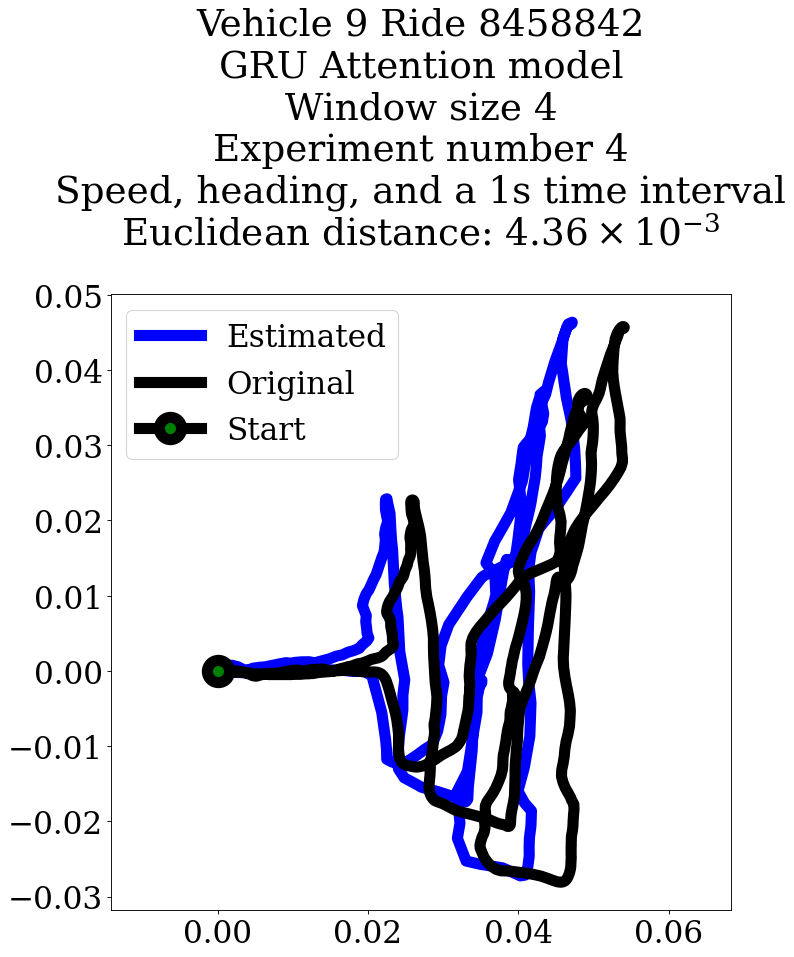 Vehicle 9 Ride 8458842
GRU Attention model
Window size 4
Experiment number 4
Speed, heading, and a 1s time interval
Euclidean distance: 4.36 × 10⁻³
0.05
Estimated
0.04
Original
Start
0.03
0.02
0.01
0.00
−0.01
−0.02
−0.03
0.00 0.02 0.04 0.06